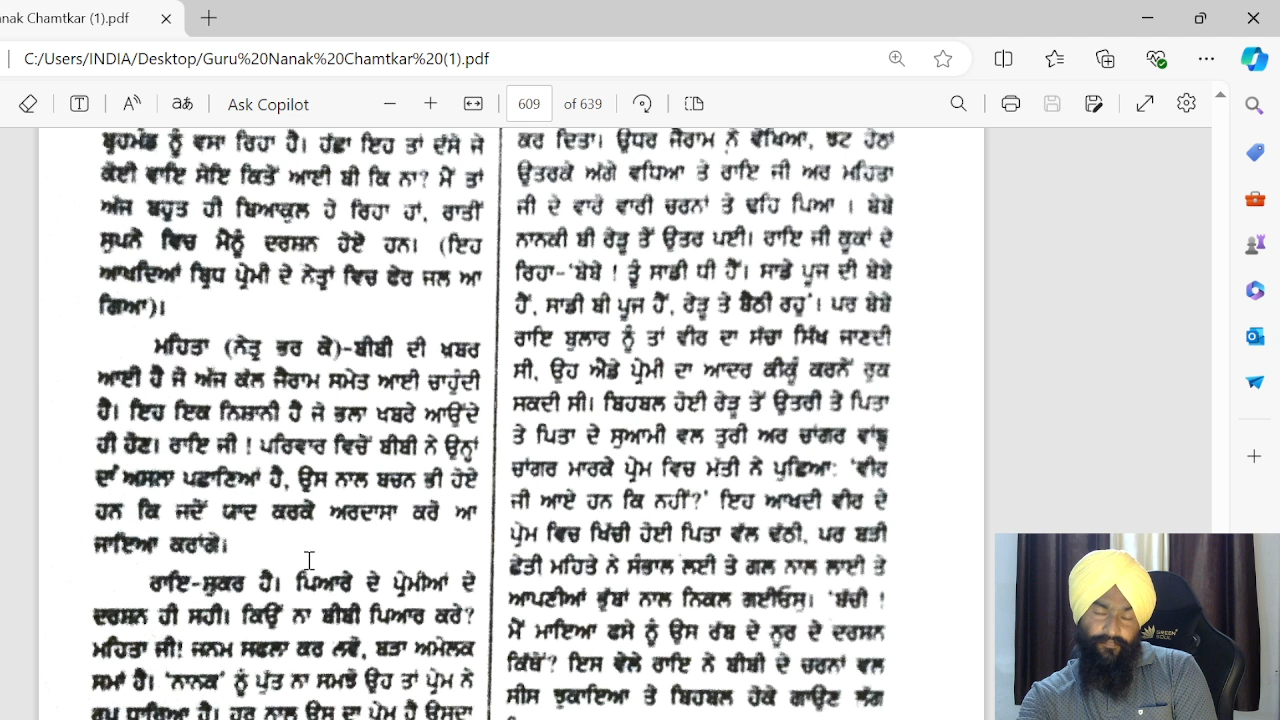 nak Chamtkar (1).pdf
C:/Users/INDIA/Desktop/Guru%20Nanak%20Chamtkar%20(1).pdf
Ask Copilot
609 of 639
ਬ੍ਰਹਮੰਡ ਨੂੰ ਵਸਾ ਰਿਹਾ ਹੈ। ਹੱਛਾ ਇਹ ਤਾਂ ਦੱਸੋ ਜੇ
ਕੋਈ ਵਾਇ ਸੋਇ ਕਿਤੋਂ ਆਈ ਬੀ ਕਿ ਨਾ? ਮੈਂ ਤਾਂ
ਅੱਜ ਬਹੁਤ ਹੀ ਬਿਆਕੁਲ ਹੋ ਰਿਹਾ ਹਾਂ, ਰਾਤੀਂ
ਸੁਪਨੇ ਵਿਚ ਮੈਨੂੰ ਦਰਸ਼ਨ ਹੋਏ ਹਨ। (ਇਹ
ਆਖਦਿਆਂ ਬ੍ਰਿਧ ਪ੍ਰੇਮੀ ਦੇ ਨੇਤ੍ਰਾਂ ਵਿਚ ਫੇਰ ਜਲ ਆ
ਗਿਆ)।
ਮਹਿਤਾ (ਨੇਤ੍ਰ ਭਰ ਕੇ)-ਬੀਬੀ ਦੀ ਖਬਰ
ਆਈ ਹੈ ਜੋ ਅੱਜ ਕੱਲ ਜੈਰਾਮ ਸਮੇਤ ਆਈ ਚਾਹੁੰਦੀ
ਹੈ। ਇਹ ਇਕ ਨਿਸ਼ਾਨੀ ਹੈ ਜੋ ਭਲਾ ਖਬਰੇ ਆਉਂਦੇ
ਹੀ ਹੋਣ। ਰਾਇ ਜੀ ! ਪਰਿਵਾਰ ਵਿਚੋਂ ਬੀਬੀ ਨੇ ਉਨ੍ਹਾਂ
ਦਾ ਅਸਲਾ ਪਛਾਣਿਆਂ ਹੈ, ਉਸ ਨਾਲ ਬਚਨ ਭੀ ਹੋਏ
ਹਨ ਕਿ ਜਦੋਂ ਯਾਦ ਕਰਕੇ ਅਰਦਾਸਾ ਕਰੋ ਆ
ਜਾਇਆ ਕਰਾਂਗੇ।
ਰਾਇ-ਸ਼ੁਕਰ ਹੈ। ਪਿਆਰੇ ਦੇ ਪ੍ਰੇਮੀਆਂ ਦੇ
ਦਰਸ਼ਨ ਹੀ ਸਹੀ। ਕਿਉਂ ਨਾ ਬੀਬੀ ਪਿਆਰ ਕਰੇ?
ਮਹਿਤਾ ਜੀ! ਜਨਮ ਸਫਲਾ ਕਰ ਲਵੋ, ਬੜਾ ਅਮੋਲਕ
ਸਮਾਂ ਹੈ। 'ਨਾਨਕ' ਨੂੰ ਪੁੱਤ ਨਾ ਸਮਝੋ ਉਹ ਤਾਂ ਪ੍ਰੇਮ ਨੇ
ਰੂਪ ਧਾਰਿਆ ਹੈ। ਹਰ ਨਾਲ ਉਸ ਦਾ ਪ੍ਰੇਮ ਹੈ ਉਸਦਾ
ਕਰ ਦਿਤਾ। ਉਧਰ ਜੈਰਾਮ ਨੇ ਵੇਖਿਆ, ਝਟ ਹੇਠਾਂ
ਉਤਰਕੇ ਅੱਗੇ ਵਧਿਆ ਤੇ ਰਾਇ ਜੀ ਅਰ ਮਹਿਤਾ
ਜੀ ਦੇ ਵਾਰੋ ਵਾਰੀ ਚਰਨਾਂ ਤੇ ਢਹਿ ਪਿਆ । ਬੇਬੇ
ਨਾਨਕੀ ਬੀ ਰੇੜ੍ਹ ਤੋਂ ਉਤਰ ਪਈ। ਰਾਇ ਜੀ ਕੂਕਾਂ ਦੇ
ਰਿਹਾ-'ਬੇਬੇ ! ਤੂੰ ਸਾਡੀ ਧੀ ਹੈਂ। ਸਾਡੇ ਪੂਜ ਦੀ ਬੇਬੇ
ਹੈਂ, ਸਾਡੀ ਬੀ ਪੂਜ ਹੈਂ, ਰੇੜ੍ਹ ਤੇ ਬੈਠੀ ਰਹੁ'। ਪਰ ਬੇਬੇ
ਰਾਇ ਬੁਲਾਰ ਨੂੰ ਤਾਂ ਵੀਰ ਦਾ ਸੱਚਾ ਸਿੱਖ ਜਾਣਦੀ
ਸੀ, ਉਹ ਐਡੇ ਪ੍ਰੇਮੀ ਦਾ ਆਦਰ ਕੀਕੂੰ ਕਰਨੋਂ ਰੁਕ
ਸਕਦੀ ਸੀ। ਬਿਹਬਲ ਹੋਈ ਰੇੜ੍ਹ ਤੋਂ ਉਤਰੀ ਤੇ ਪਿਤਾ
ਤੇ ਪਿਤਾ ਦੇ ਸੁਆਮੀ ਵਲ ਤੁਰੀ ਅਰ ਚਾਂਗਰ ਵਾਂਝੂ
ਚਾਂਗਰ ਮਾਰਕੇ ਪ੍ਰੇਮ ਵਿਚ ਮੱਤੀ ਨੇ ਪੁਛਿਆ: 'ਵੀਰ
ਜੀ ਆਏ ਹਨ ਕਿ ਨਹੀਂ?' ਇਹ ਆਖਦੀ ਵੀਰ ਦੇ
ਪ੍ਰੇਮ ਵਿਚ ਖਿੱਚੀ ਹੋਈ ਪਿਤਾ ਵੱਲ ਢੱਠੀ, ਪਰ ਬੜੀ
ਛੇਤੀ ਮਹਿਤੇ ਨੇ ਸੰਭਾਲ ਲਈ ਤੇ ਗਲ ਨਾਲ ਲਾਈ ਤੇ
ਆਪਣੀਆਂ ਭੁੱਬਾਂ ਨਾਲ ਨਿਕਲ ਗਈਓਸੁ। 'ਬੱਚੀ !
ਮੈਂ ਮਾਇਆ ਫਸੇ ਨੂੰ ਉਸ ਰੱਬ ਦੇ ਨੂਰ ਦੇ ਦਰਸ਼ਨ
ਕਿੱਥੋਂ'? ਇਸ ਵੇਲੇ ਰਾਇ ਨੇ ਬੀਬੀ ਦੇ ਚਰਨਾਂ ਵਲ
ਸੀਸ ਝੁਕਾਇਆ ਤੇ ਬਿਹਬਲ ਹੋਕੇ ਗਾਉਣ ਲੱਗ
GREEN SOUL